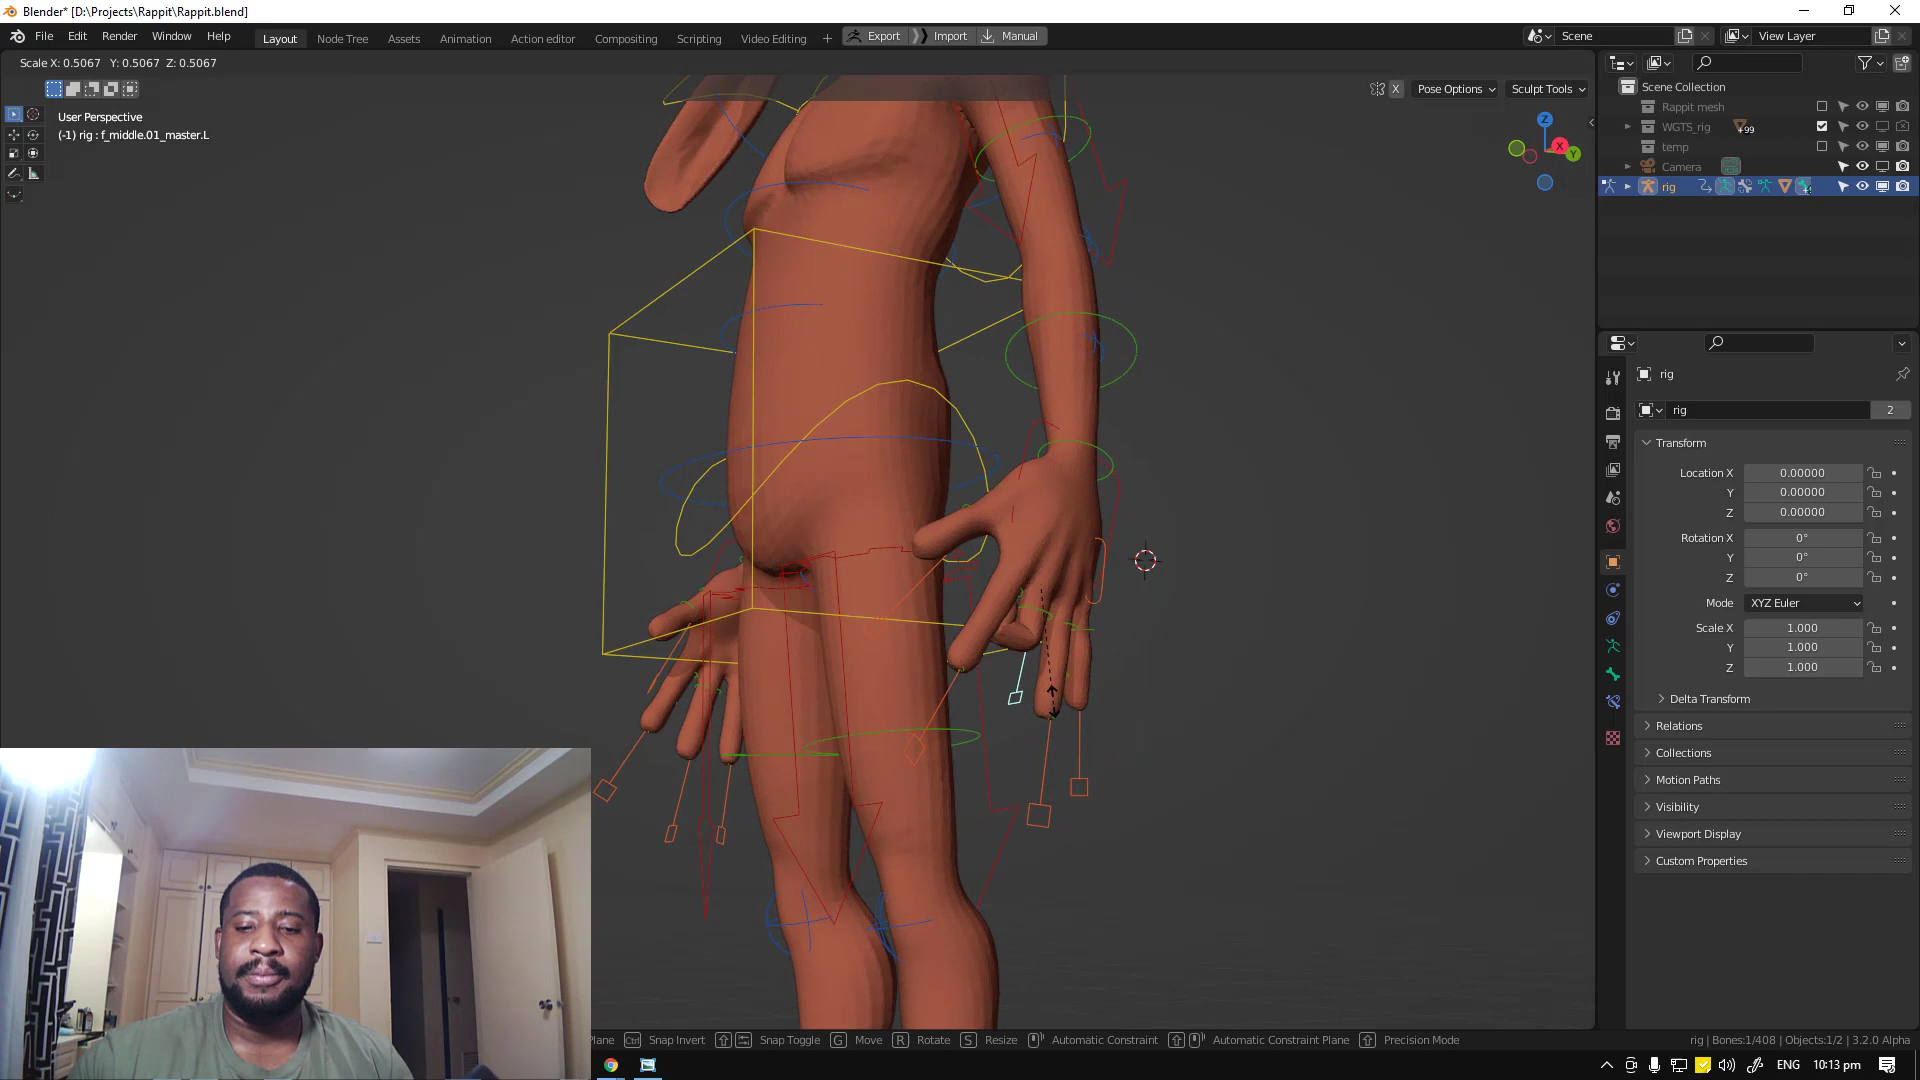 Blender* [D:\Projects\Rappit\Rappit.blend]
File Edit Render Window Help
Layout Node Tree Assets Animation Action editor Compositing Scripting Video Editing + Export Import Manual
Scene
View Layer
Scale X: 0.5067 Y: 0.5067 Z: 0.5067
X Pose Options Sculpt Tools
User Perspective
(-1) rig : f_middle.01_master.L
Z
X
Y
Scene Collection
Rappit mesh
WGTS_rig +99
temp
Camera
rig
rig
rig 2
Transform
Location X 0.00000
Y 0.00000
Z 0.00000
Rotation X 0°
Y 0°
Z 0°
Mode XYZ Euler
Scale X 1.000
Y 1.000
Z 1.000
Delta Transform
Relations
Collections
Motion Paths
Visibility
Viewport Display
Custom Properties
Plane Ctrl Snap Invert Snap Toggle G Move R Rotate S Resize Automatic Constraint Automatic Constraint Plane Precision Mode
rig | Bones:1/408 | Objects:1/2 | 3.2.0 Alpha
ENG 10:13 pm